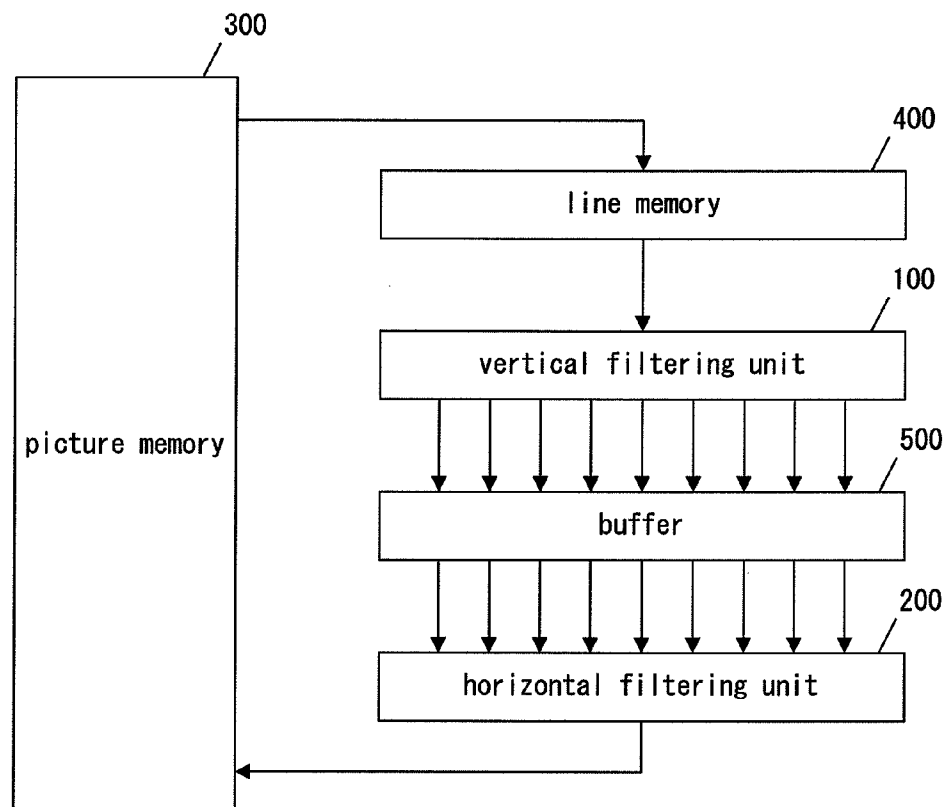 300
400
line memory
100
vertical filtering unit
picture memory
500
buffer
200
horizontal filtering unit